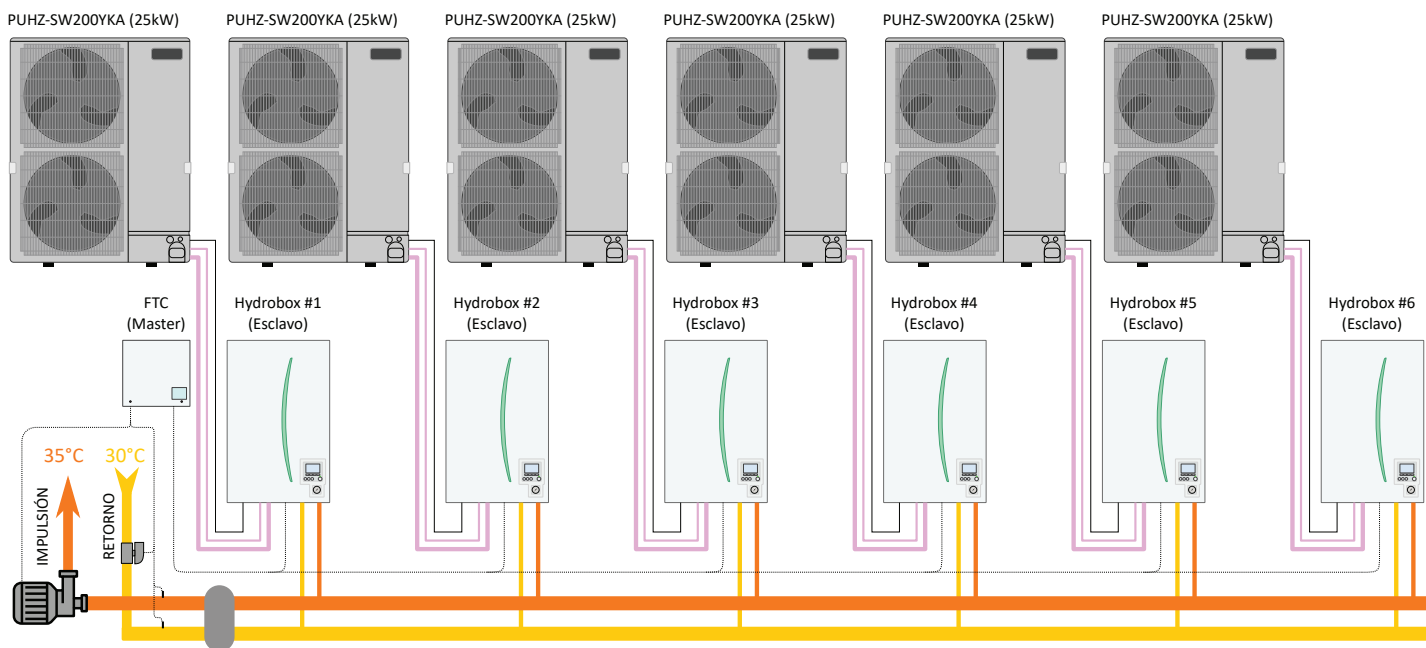 PUHZ-SW200YKA (25kW)
PUHZ-SW200YKA (25kW)
PUHZ-SW200YKA (25kW)
PUHZ-SW200YKA (25kW)
PUHZ-SW200YKA (25kW)
PUHZ-SW200YKA (25kW)
FTC
(Master)
Hydrobox #1
(Esclavo)
Hydrobox #2
(Esclavo)
Hydrobox #3
(Esclavo)
Hydrobox #4
(Esclavo)
Hydrobox #5
(Esclavo)
Hydrobox #6
(Esclavo)
35°C
30°C
IMPULSIÓN
RETORNO